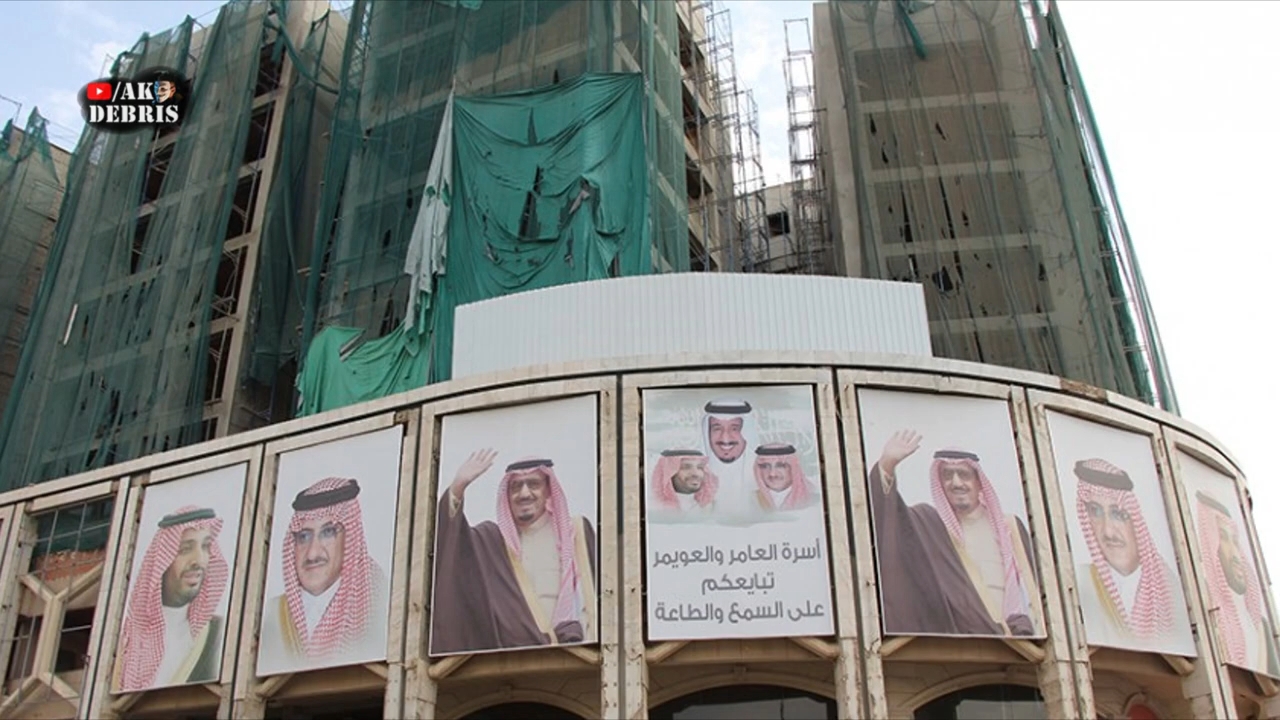 /AK
DEBRIS
أسرة العامر والعويمر
تبايعكم
على السمع والطاعة